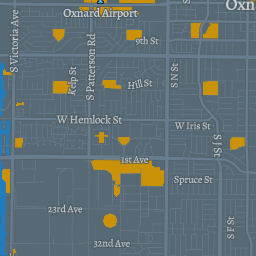 Oxn
Oxnard Airport
9th St
S Victoria Ave
S Patterson Rd
Kelp St
Hill St
S N St
W Hemlock St
W Iris St
S J St
1st Ave
Spruce St
23rd Ave
S F St
32nd Ave